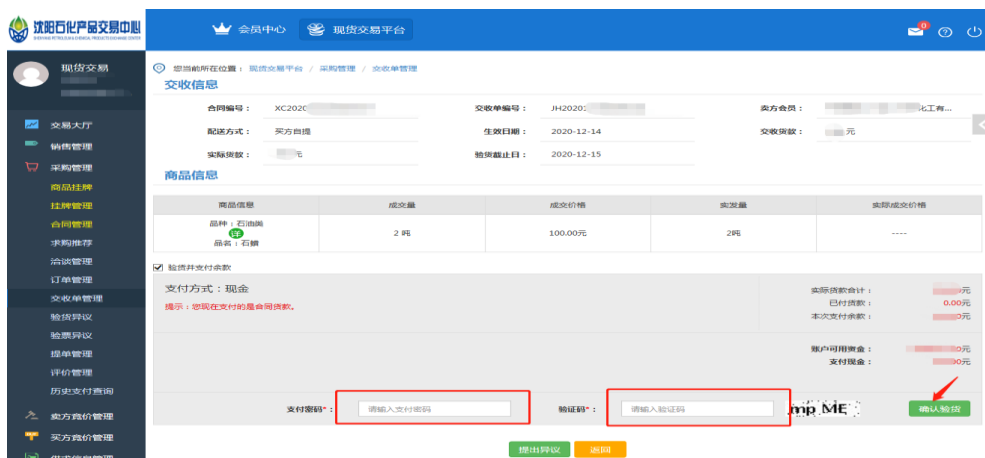 沈阳石化产品交易中心
会员中心
现货交易平台
现货交易
交易大厅
销售管理
采购管理
商品挂牌
挂牌管理
合同管理
求购推荐
洽谈管理
订单管理
交收单管理
验货异议
验票异议
提单管理
评价管理
历史支付查询
卖方竞价管理
买方竞价管理
您当前所在位置: 现货交易平台 / 采购管理 / 交收单管理
交收信息
合同编号: XC2020 交收单编号: JH2020 卖方会员: 化工有...
配送方式: 买方自提 生效日期: 2020-12-14 交收货款: 元
实际货款: 元 验货截止日: 2020-12-15
商品信息
商品信息 成交量 成交价格 实发量 实际成交价格
品种:石油类
详
品名:石蜡
2 吨 100.00元 2吨 ----
验货并支付余款
支付方式:现金
提示:您现在支付的是合同货款。
实际货款合计: 元
已付货款: 0.00元
本次支付余款: 0元
账户可用资金: 00元
支付现金: 00元
支付密码*: 请输入支付密码 验证码*: 请输入验证码 mp ME 确认验货
提出异议 返回